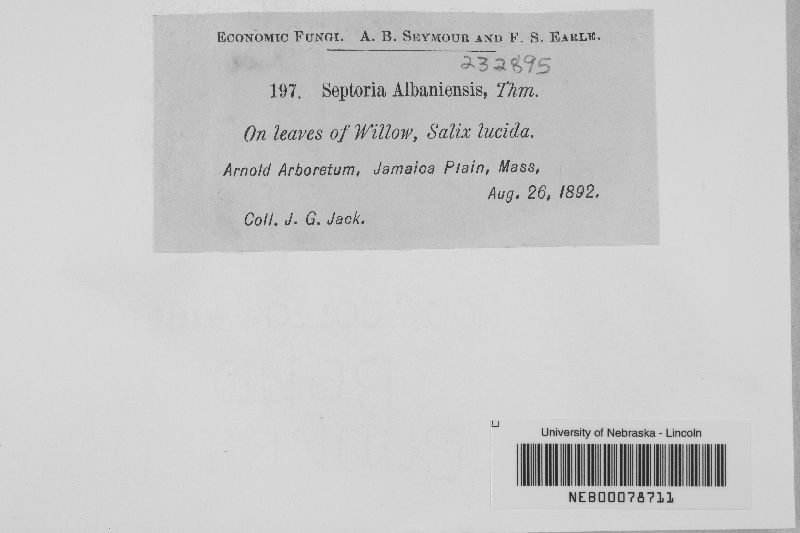 ECONOMIC FUNGI. A. B. SEYMOUR AND F. S. EARLE.
232895
197. Septoria Albaniensis, Thm.
On leaves of Willow, Salix lucida.
Arnold Arboretum, Jamaica Plain, Mass,
Aug. 26, 1892.
Coll. J. G. Jack.
University of Nebraska - Lincoln
NEB00078711